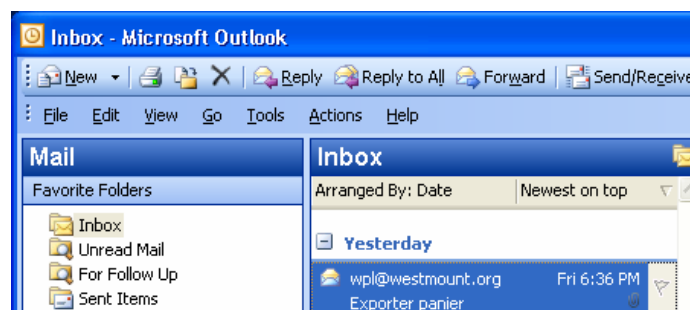 Inbox - Microsoft Outlook
New Reply Reply to All Forward Send/Receive
File Edit View Go Tools Actions Help
Mail
Favorite Folders
Inbox
Unread Mail
For Follow Up
Sent Items
Inbox
Arranged By: Date Newest on top
Yesterday
wpl@westmount.org Fri 6:36 PM
Exporter panier